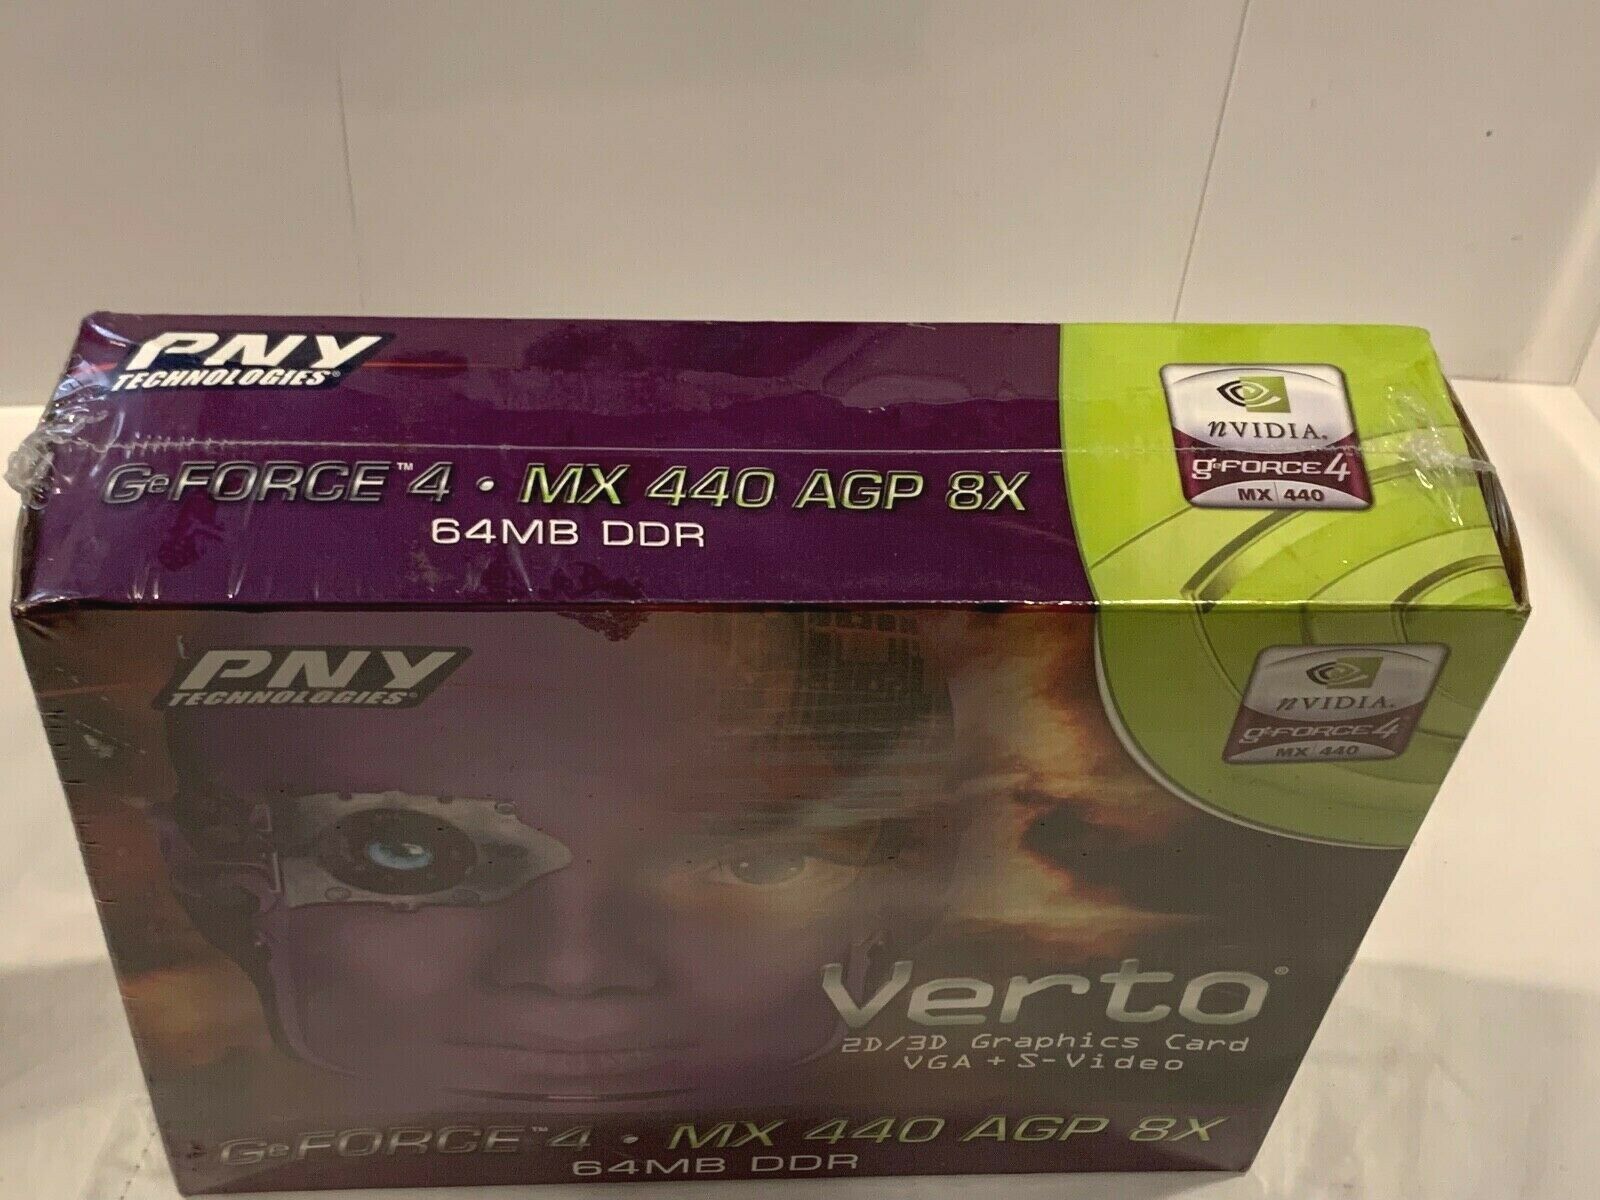 PNY
TECHNOLOGIES®
GeFORCE™4 • MX 440 AGP 8X
64MB DDR
nVIDIA.
GeFORCE4
MX 440
PNY
TECHNOLOGIES®
nVIDIA.
GeFORCE4
MX 440
Verto®
2D/3D Graphics Card
VGA + S-Video
GeFORCE™4 • MX 440 AGP 8X
64MB DDR